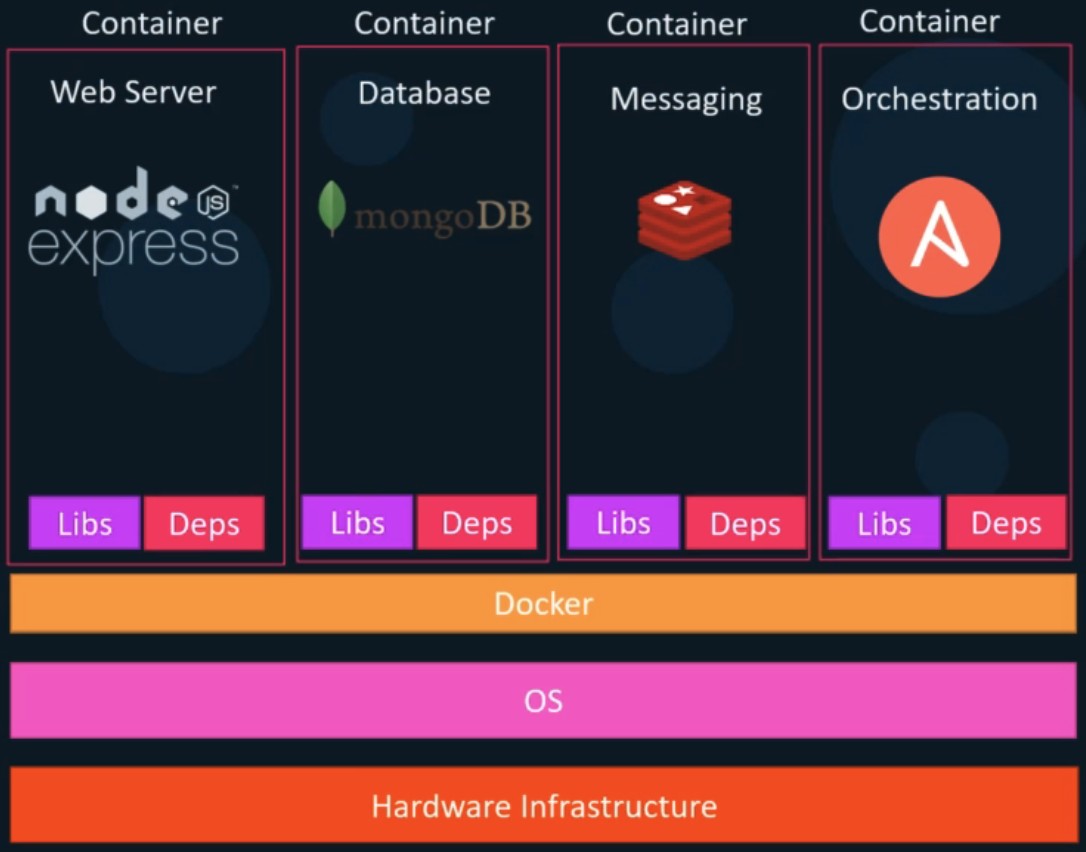 Container
Container
Container
Container
Web Server
Database
Messaging
Orchestration
node JS ™
express
mongoDB
A
Libs
Deps
Libs
Deps
Libs
Deps
Libs
Deps
Docker
OS
Hardware Infrastructure